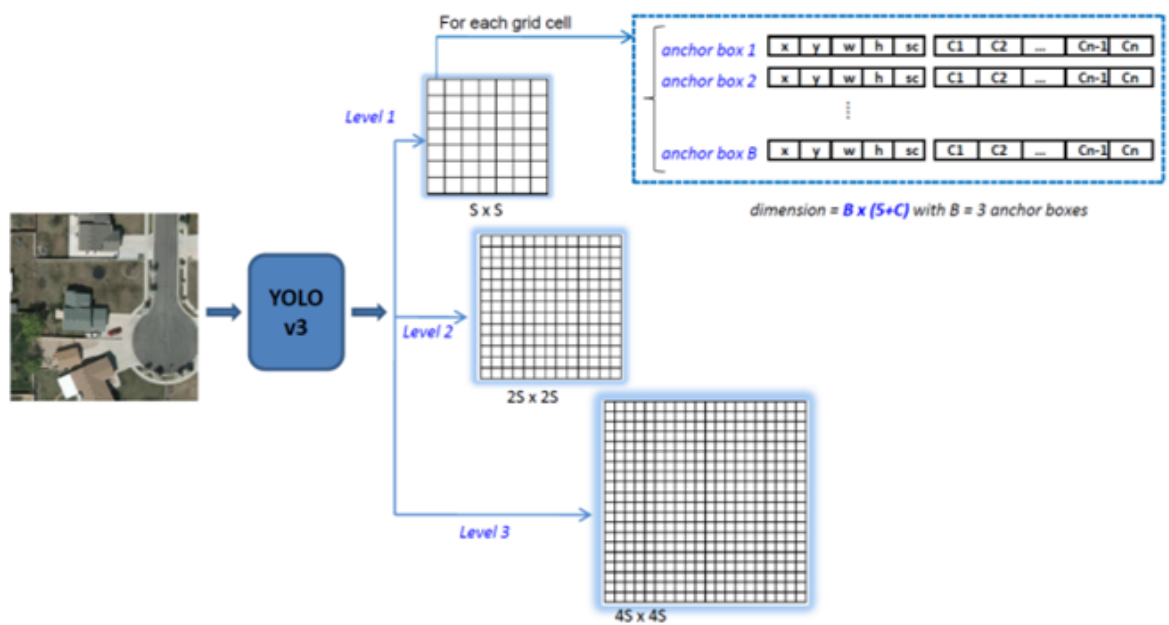 For each grid cell
anchor box 1 x y w h sc C1 C2 ... Cn-1 Cn
anchor box 2 x y w h sc C1 C2 ... Cn-1 Cn
anchor box B x y w h sc C1 C2 ... Cn-1 Cn
dimension = B x (5+C) with B = 3 anchor boxes
Level 1
S x S
YOLO
v3
Level 2
2S x 2S
Level 3
4S x 4S